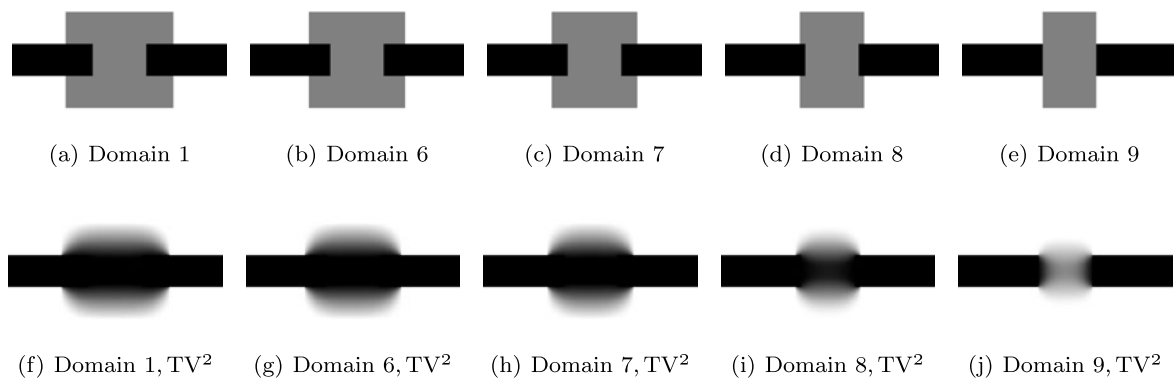 (a) Domain 1 (b) Domain 6 (c) Domain 7 (d) Domain 8 (e) Domain 9
(f) Domain 1, TV² (g) Domain 6, TV² (h) Domain 7, TV² (i) Domain 8, TV² (j) Domain 9, TV²